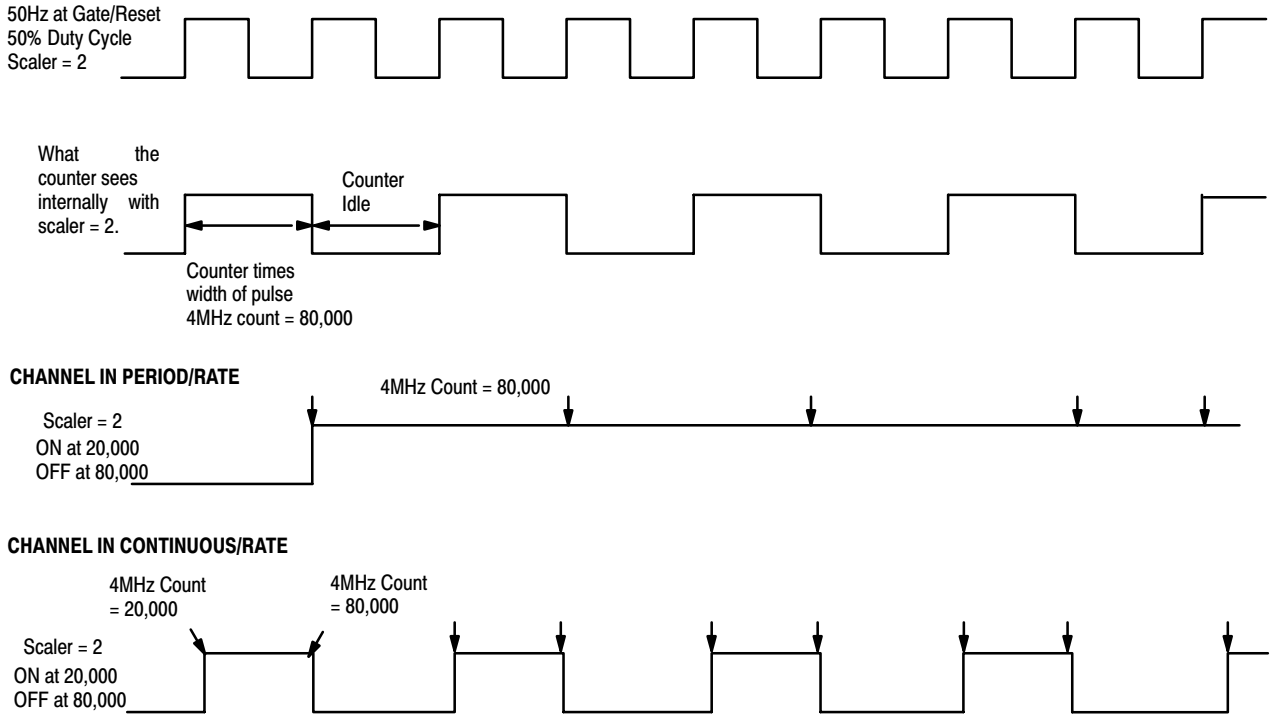 50Hz at Gate/Reset
50% Duty Cycle
Scaler = 2
What the
counter sees
internally with
scaler = 2.
Counter
Idle
Counter times
width of pulse
4MHz count = 80,000
CHANNEL IN PERIOD/RATE
4MHz Count = 80,000
Scaler = 2
ON at 20,000
OFF at 80,000
CHANNEL IN CONTINUOUS/RATE
4MHz Count
= 20,000
4MHz Count
= 80,000
Scaler = 2
ON at 20,000
OFF at 80,000